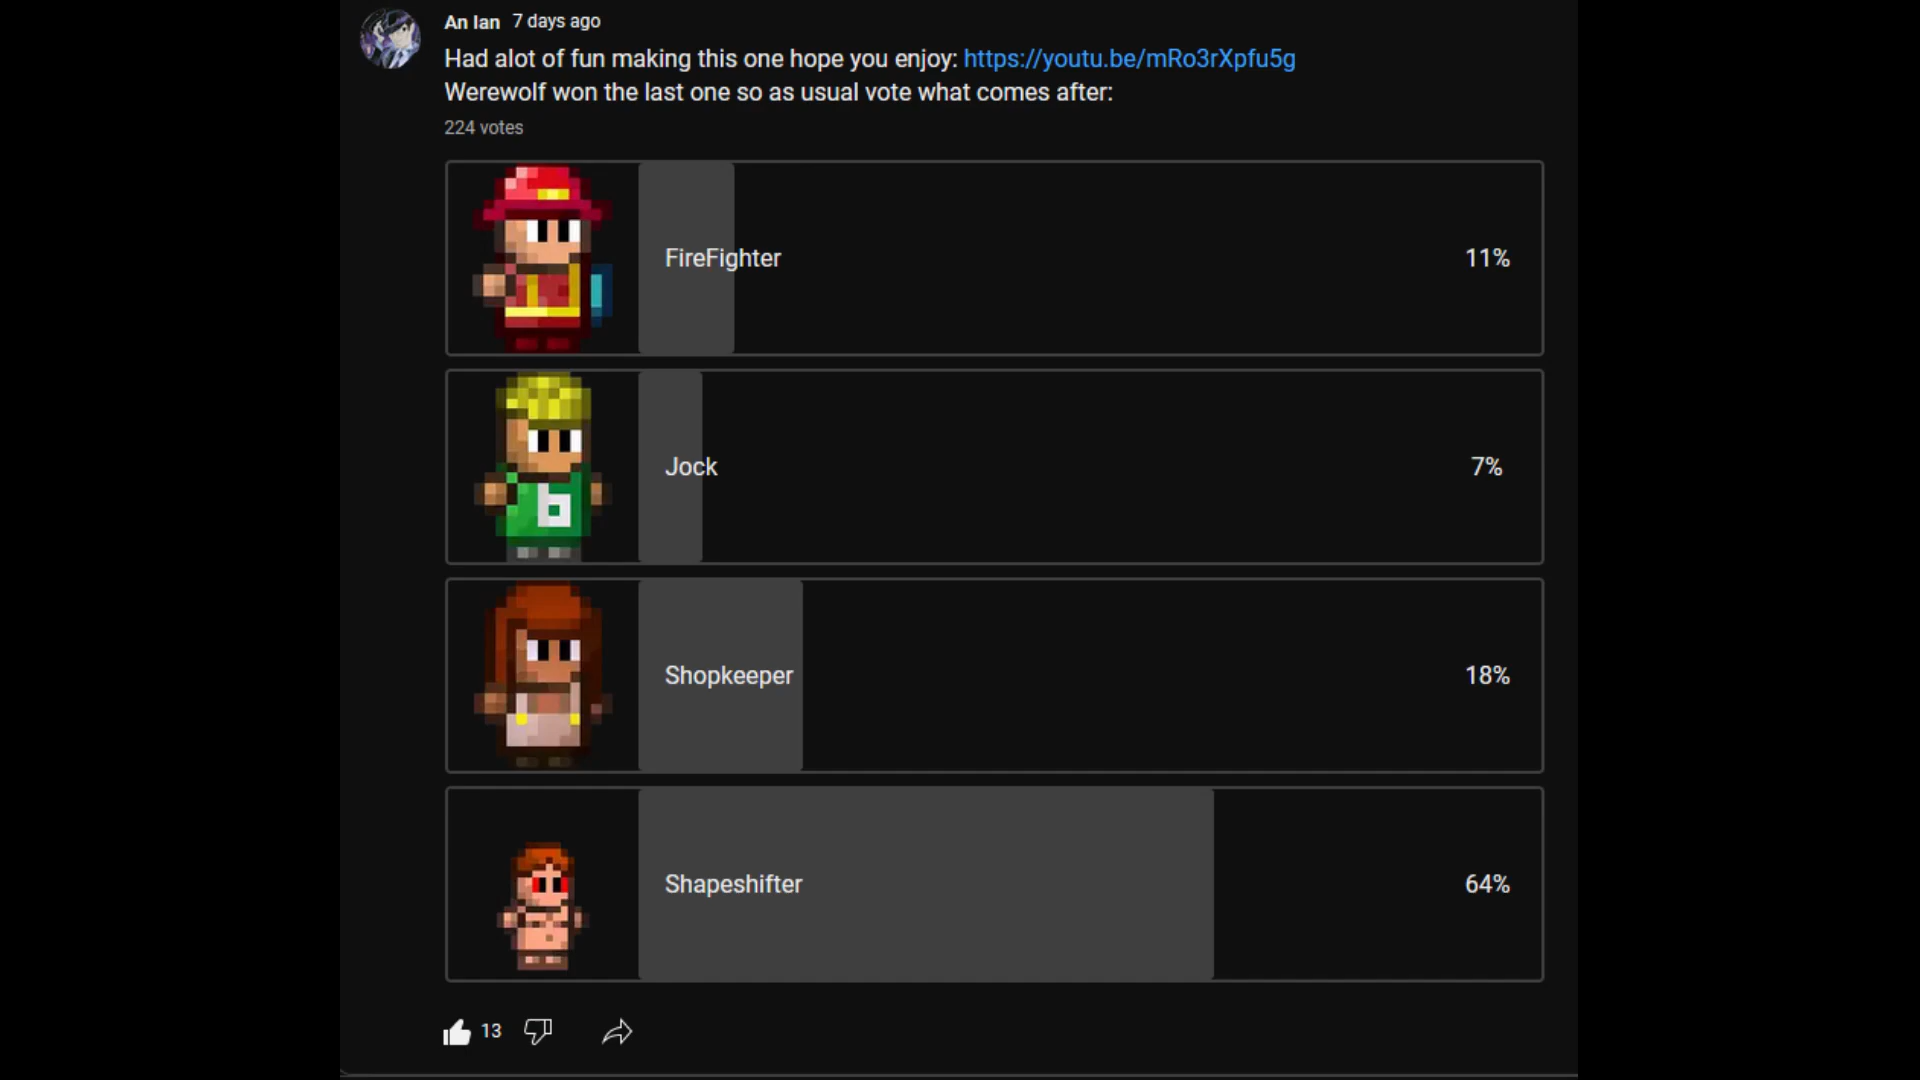 An Ian 7 days ago
Had alot of fun making this one hope you enjoy: https://youtu.be/mRo3rXpfu5g
Werewolf won the last one so as usual vote what comes after:
224 votes
FireFighter 11%
Jock 7%
Shopkeeper 18%
Shapeshifter 64%
13